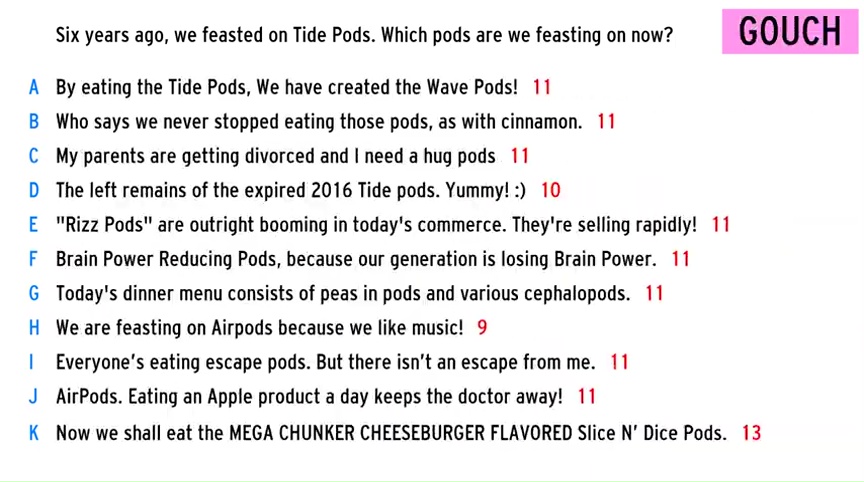 Six years ago, we feasted on Tide Pods. Which pods are we feasting on now?
GOUCH
A By eating the Tide Pods, We have created the Wave Pods! 11
B Who says we never stopped eating those pods, as with cinnamon. 11
C My parents are getting divorced and I need a hug pods 11
D The left remains of the expired 2016 Tide pods. Yummy! :) 10
E "Rizz Pods" are outright booming in today's commerce. They're selling rapidly! 11
F Brain Power Reducing Pods, because our generation is losing Brain Power. 11
G Today's dinner menu consists of peas in pods and various cephalopods. 11
H We are feasting on Airpods because we like music! 9
I Everyone’s eating escape pods. But there isn’t an escape from me. 11
J AirPods. Eating an Apple product a day keeps the doctor away! 11
K Now we shall eat the MEGA CHUNKER CHEESEBURGER FLAVORED Slice N’ Dice Pods. 13